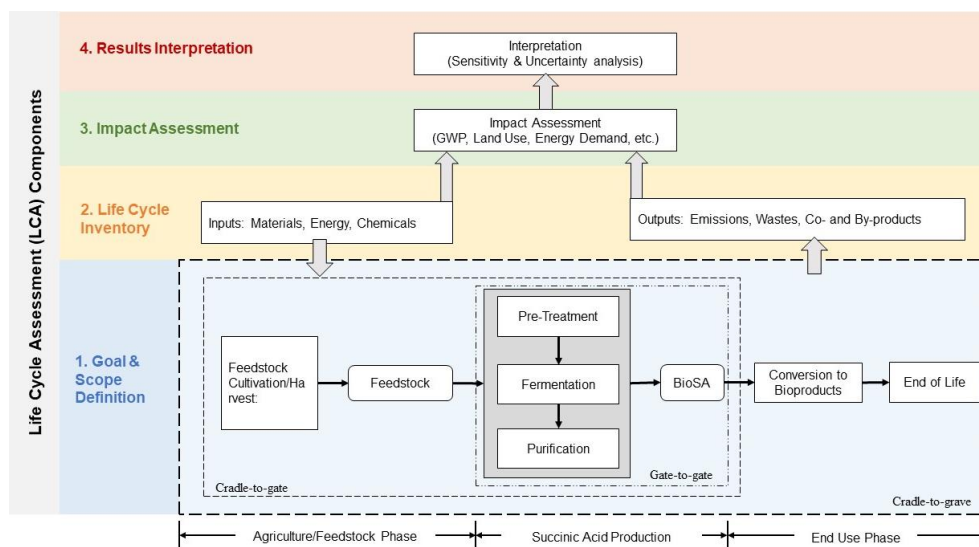 Life Cycle Assessment (LCA) Components
4. Results Interpretation
Interpretation
(Sensitivity & Uncertainty analysis)
3. Impact Assessment
Impact Assessment
(GWP, Land Use, Energy Demand, etc.)
2. Life Cycle
Inventory
Inputs: Materials, Energy, Chemicals
Outputs: Emissions, Wastes, Co- and By-products
1. Goal &
Scope
Definition
Feedstock
Cultivation/Ha
rvest:
Feedstock
Pre-Treatment
Fermentation
Purification
BioSA
Conversion to
Bioproducts
End of Life
Cradle-to-gate
Gate-to-gate
Cradle-to-grave
Agriculture/Feedstock Phase
Succinic Acid Production
End Use Phase